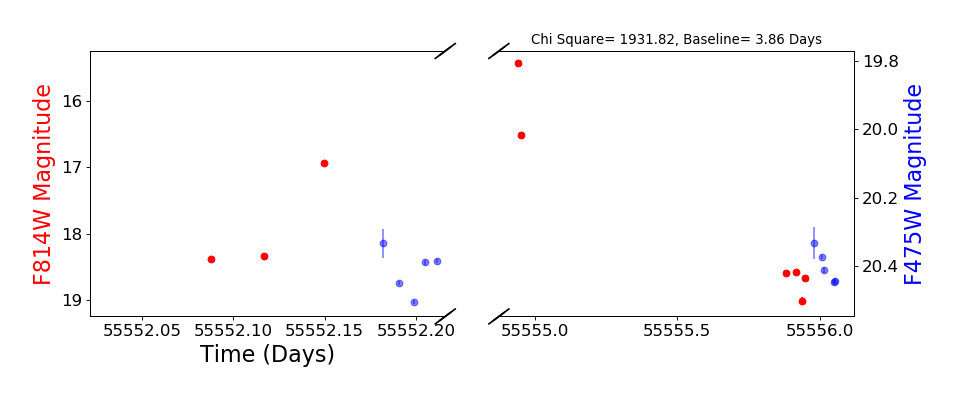 Chi Square= 1931.82, Baseline= 3.86 Days
F814W Magnitude
16
17
18
19
19.8
20.0
20.2
20.4
F475W Magnitude
55552.05 55552.10 55552.15 55552.20 55555.0 55555.5 55556.0
Time (Days)